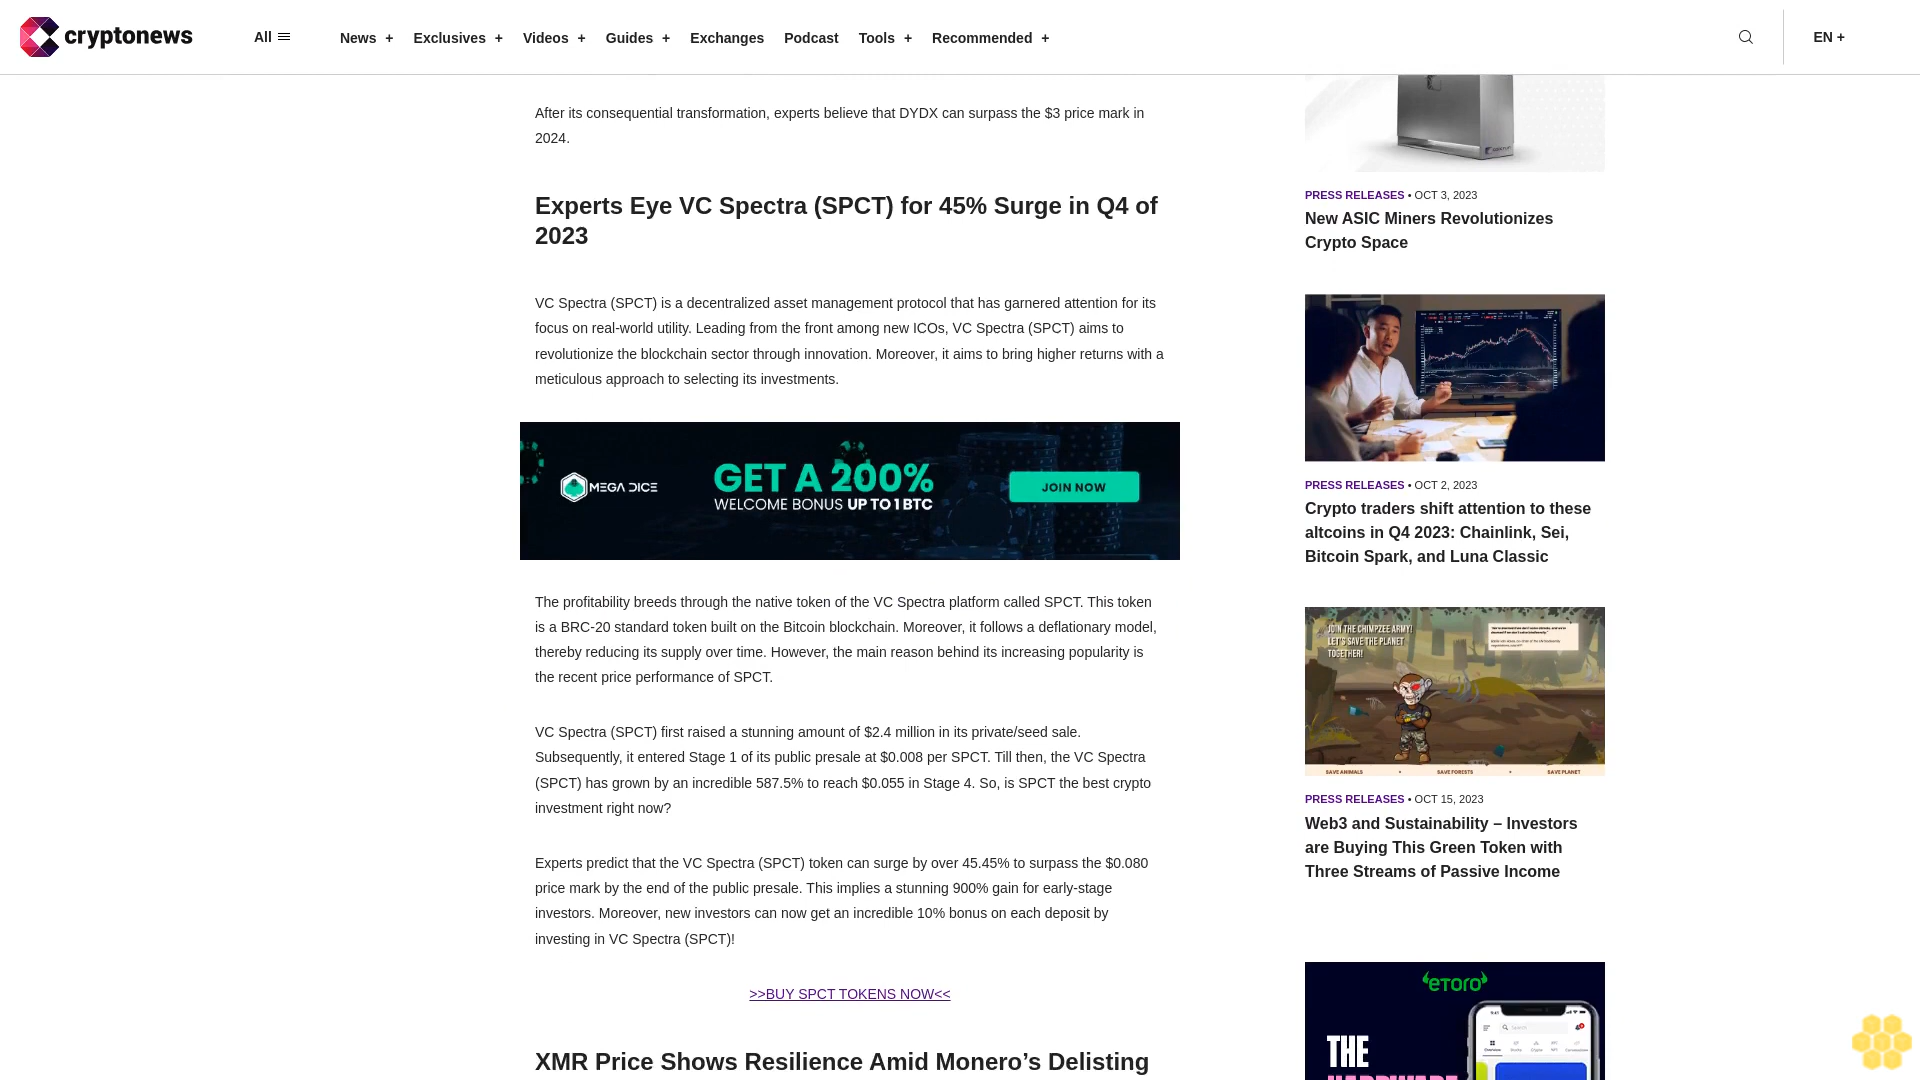 cryptonews
All
News +
Exclusives +
Videos +
Guides +
Exchanges
Podcast
Tools +
Recommended +
EN +
After its consequential transformation, experts believe that DYDX can surpass the $3 price mark in
2024.
Experts Eye VC Spectra (SPCT) for 45% Surge in Q4 of
2023
VC Spectra (SPCT) is a decentralized asset management protocol that has garnered attention for its
focus on real-world utility. Leading from the front among new ICOs, VC Spectra (SPCT) aims to
revolutionize the blockchain sector through innovation. Moreover, it aims to bring higher returns with a
meticulous approach to selecting its investments.
MEGA DICE
GET A 200%
WELCOME BONUS UP TO 1 BTC
JOIN NOW
The profitability breeds through the native token of the VC Spectra platform called SPCT. This token
is a BRC-20 standard token built on the Bitcoin blockchain. Moreover, it follows a deflationary model,
thereby reducing its supply over time. However, the main reason behind its increasing popularity is
the recent price performance of SPCT.
VC Spectra (SPCT) first raised a stunning amount of $2.4 million in its private/seed sale.
Subsequently, it entered Stage 1 of its public presale at $0.008 per SPCT. Till then, the VC Spectra
(SPCT) has grown by an incredible 587.5% to reach $0.055 in Stage 4. So, is SPCT the best crypto
investment right now?
Experts predict that the VC Spectra (SPCT) token can surge by over 45.45% to surpass the $0.080
price mark by the end of the public presale. This implies a stunning 900% gain for early-stage
investors. Moreover, new investors can now get an incredible 10% bonus on each deposit by
investing in VC Spectra (SPCT)!
>>BUY SPCT TOKENS NOW<<
XMR Price Shows Resilience Amid Monero’s Delisting
PRESS RELEASES • OCT 3, 2023
New ASIC Miners Revolutionizes
Crypto Space
PRESS RELEASES • OCT 2, 2023
Crypto traders shift attention to these
altcoins in Q4 2023: Chainlink, Sei,
Bitcoin Spark, and Luna Classic
JOIN THE CHIMPZEE ARMY!
LET'S SAVE THE PLANET
TOGETHER!
SAVE ANIMALS • SAVE FORESTS • SAVE PLANET
PRESS RELEASES • OCT 15, 2023
Web3 and Sustainability – Investors
are Buying This Green Token with
Three Streams of Passive Income
eTORO
9:41
Search
THE